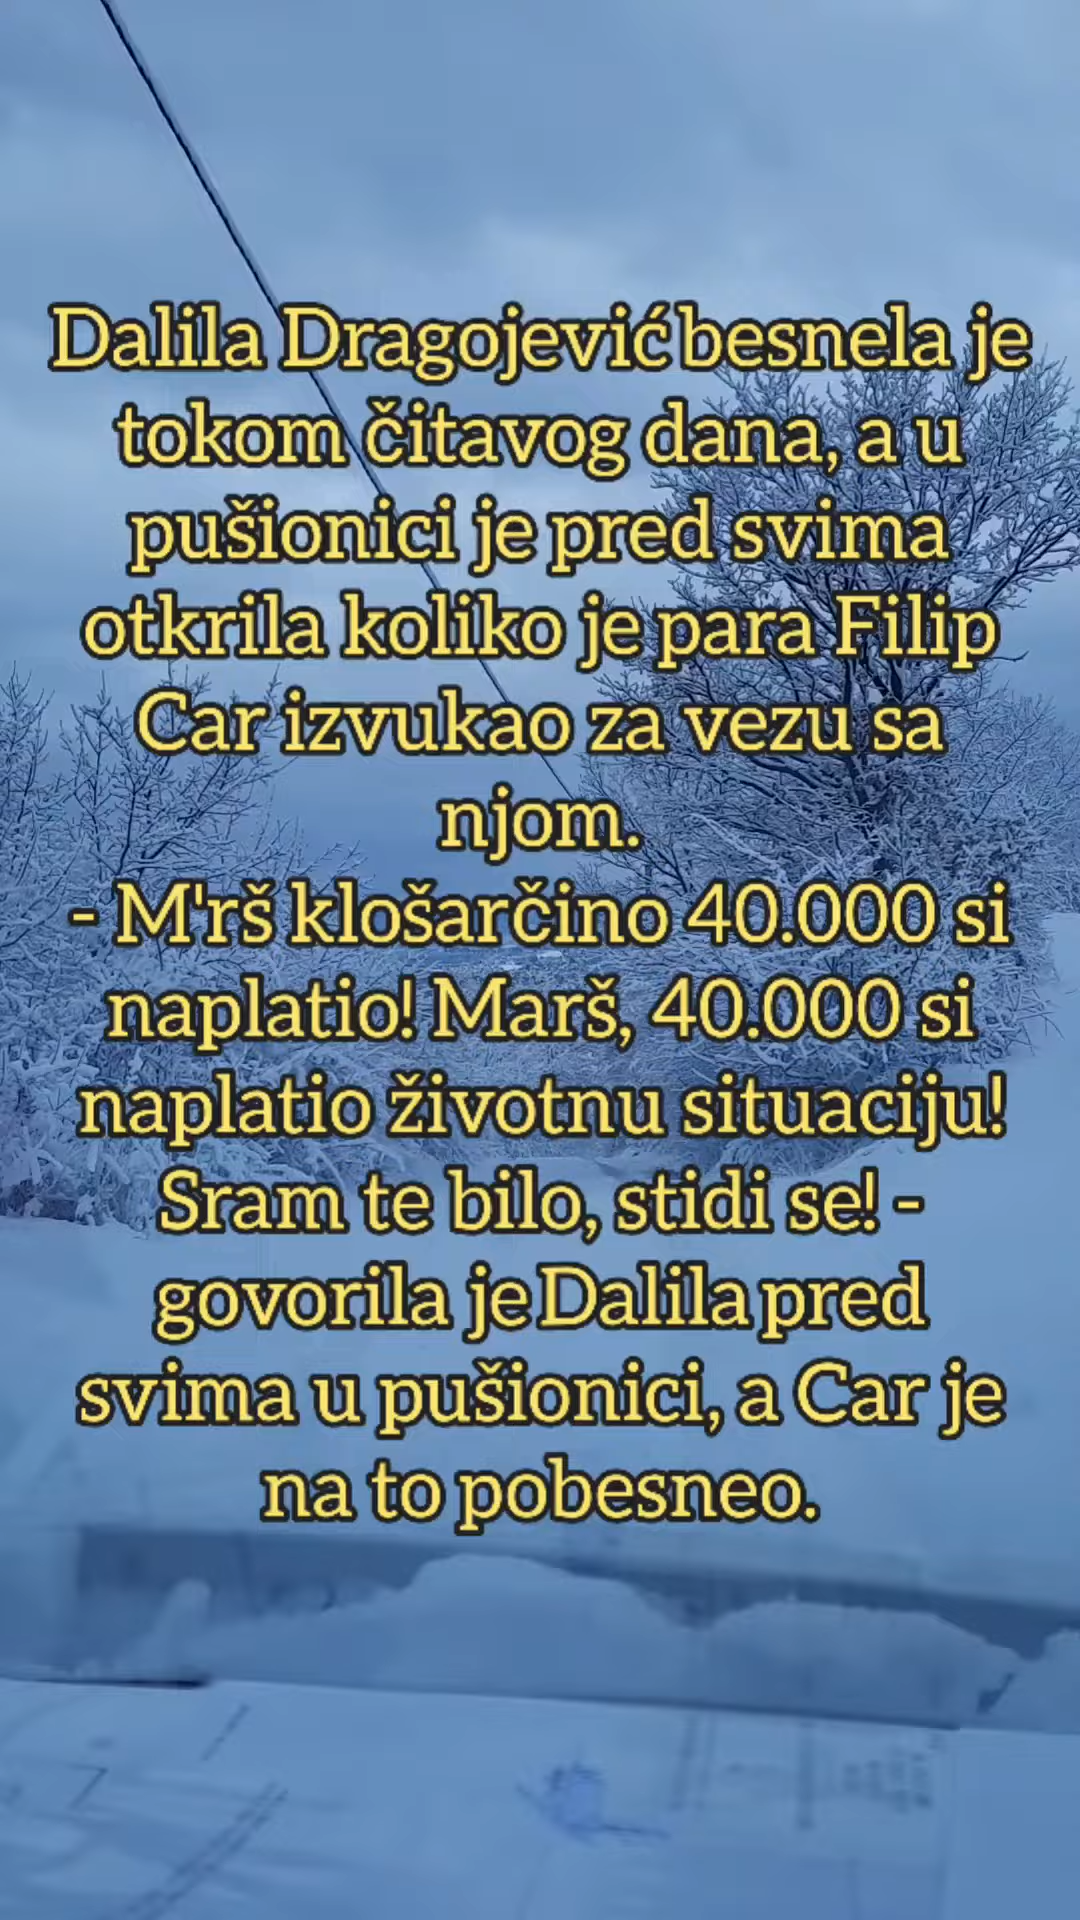 Dalila Dragojević besnela je
tokom čitavog dana, a u
pušionici je pred svima
otkrila koliko je para Filip
Car izvukao za vezu sa
njom.
- M'rš klošarčino 40.000 si
naplatio! Marš, 40.000 si
naplatio životnu situaciju!
Sram te bilo, stidi se! -
govorila je Dalila pred
svima u pušionici, a Car je
na to pobesneo.